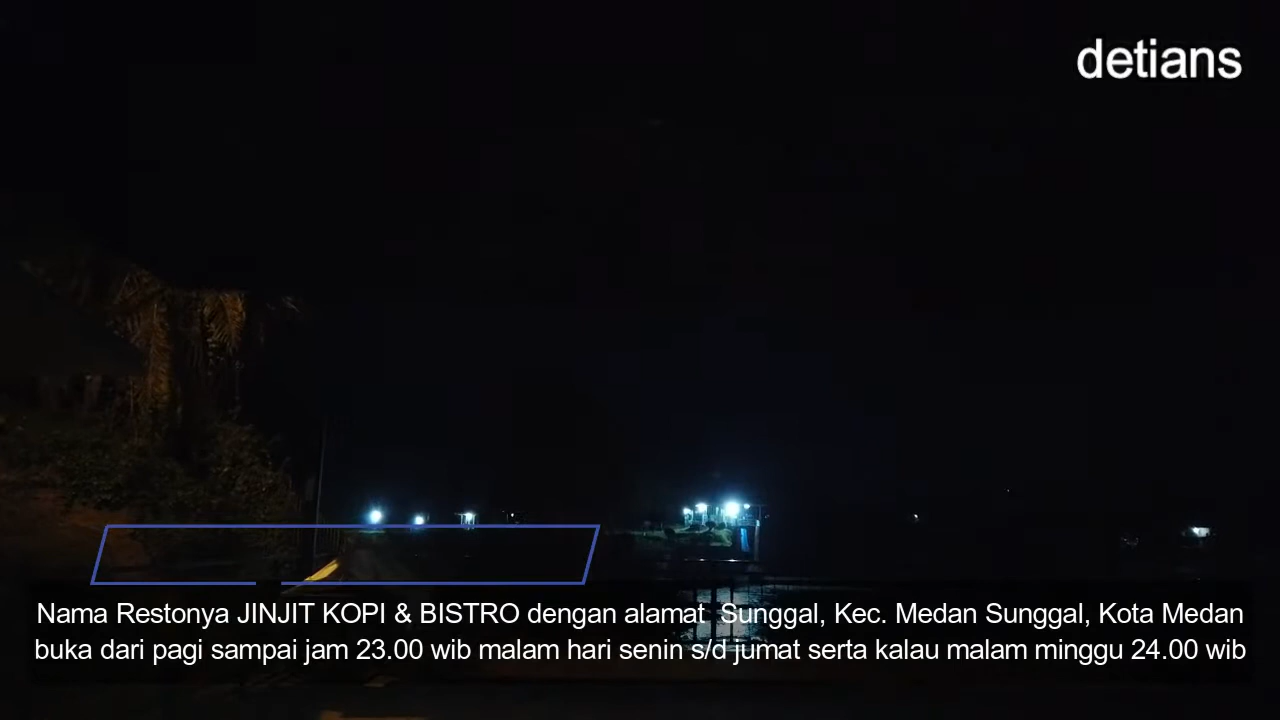 detians
Nama Restonya JINJIT KOPI & BISTRO dengan alamat  Sunggal, Kec. Medan Sunggal, Kota Medan
buka dari pagi sampai jam 23.00 wib malam hari senin s/d jumat serta kalau malam minggu 24.00 wib